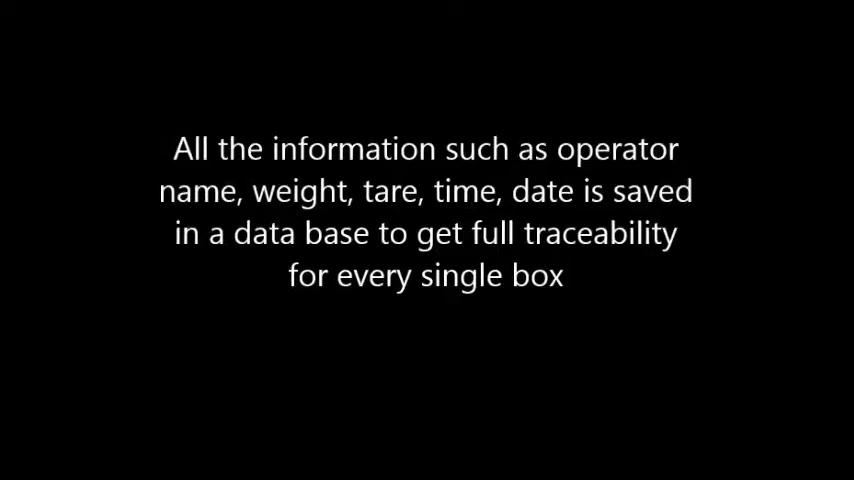 All the information such as operator
name, weight, tare, time, date is saved
in a data base to get full traceability
for every single box